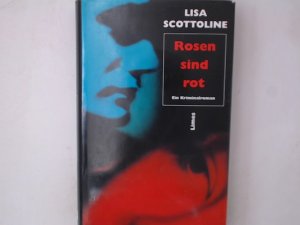 LISA
SCOTTOLINE
Rosen
sind
rot
Ein Kriminalroman
Limes